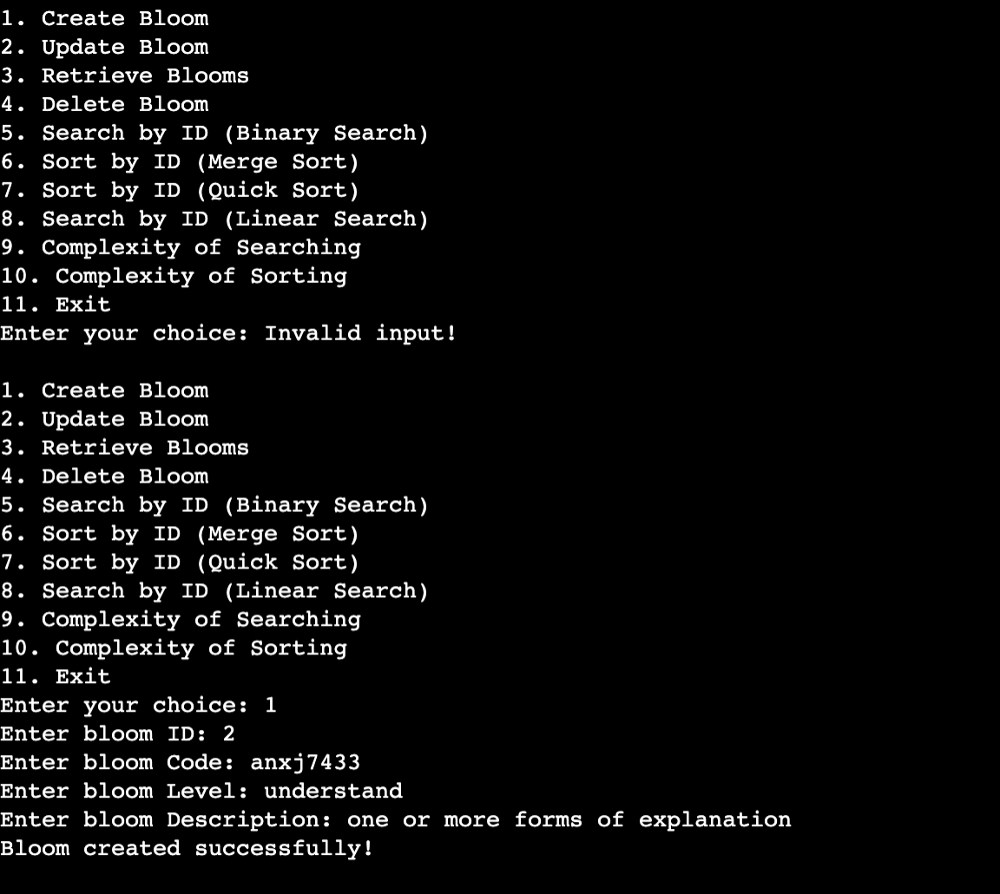 1. Create Bloom
2. Update Bloom
3. Retrieve Blooms
4. Delete Bloom
5. Search by ID (Binary Search)
6. Sort by ID (Merge Sort)
7. Sort by ID (Quick Sort)
8. Search by ID (Linear Search)
9. Complexity of Searching
10. Complexity of Sorting
11. Exit
Enter your choice: Invalid input!
1. Create Bloom
2. Update Bloom
3. Retrieve Blooms
4. Delete Bloom
5. Search by ID (Binary Search)
6. Sort by ID (Merge Sort)
7. Sort by ID (Quick Sort)
8. Search by ID (Linear Search)
9. Complexity of Searching
10. Complexity of Sorting
11. Exit
Enter your choice: 1
Enter bloom ID: 2
Enter bloom Code: anxj7433
Enter bloom Level: understand
Enter bloom Description: one or more forms of explanation
Bloom created successfully!